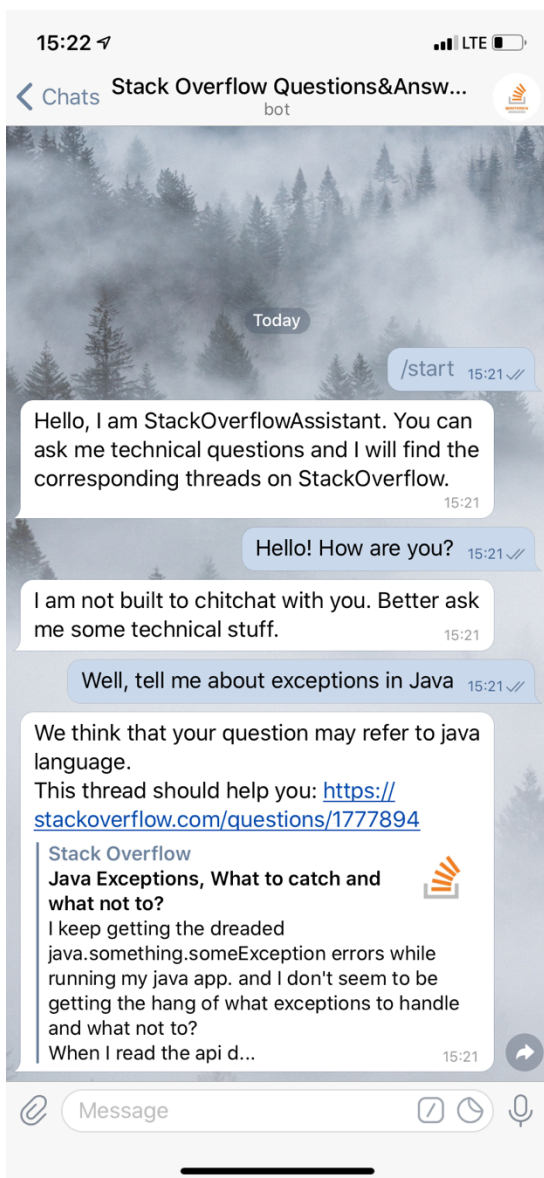 15:22
LTE
Chats
Stack Overflow Questions&Answ...
bot
Today
/start 15:21
Hello, I am StackOverflowAssistant. You can
ask me technical questions and I will find the
corresponding threads on StackOverflow.
15:21
Hello! How are you? 15:21
I am not built to chitchat with you. Better ask
me some technical stuff. 15:21
Well, tell me about exceptions in Java 15:21
We think that your question may refer to java
language.
This thread should help you: https://
stackoverflow.com/questions/1777894
Stack Overflow
Java Exceptions, What to catch and
what not to?
I keep getting the dreaded
java.something.someException errors while
running my java app. and I don't seem to be
getting the hang of what exceptions to handle
and what not to?
When I read the api d... 15:21
Message